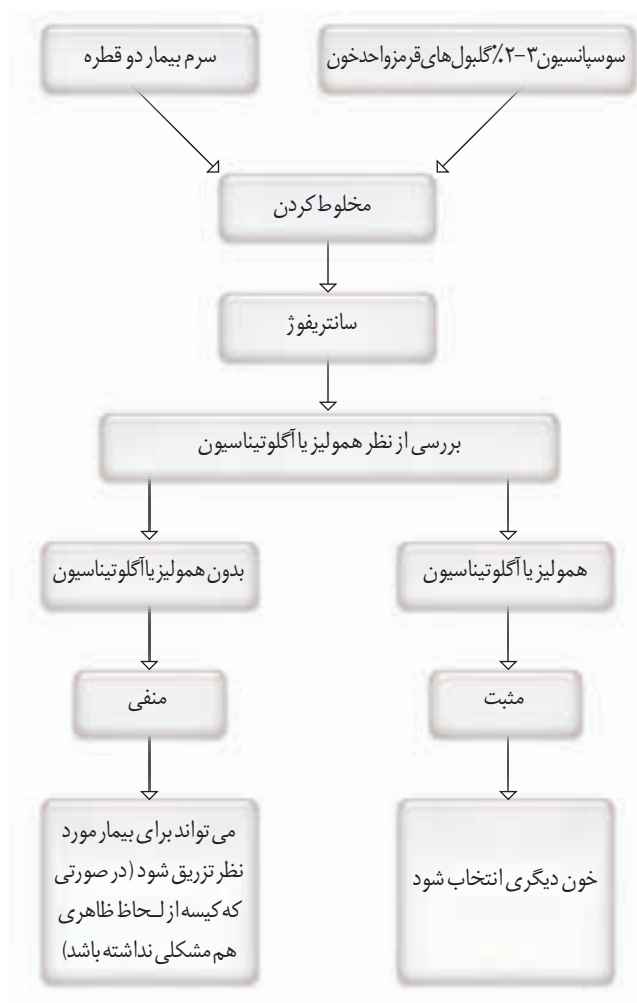 سوسپانسیون ۳-۲٪ گلبول‌های قرمز واحد خون
سرم بیمار دو قطره
مخلوط کردن
سانتریفوژ
بررسی از نظر همولیز یا آگلوتیناسیون
همولیز یا آگلوتیناسیون
بدون همولیز یا آگلوتیناسیون
مثبت
منفی
خون دیگری انتخاب شود
می تواند برای بیمار مورد
نظر تزریق شود (در صورتی
که کیسه از لحاظ ظاهری
هم مشکلی نداشته باشد)